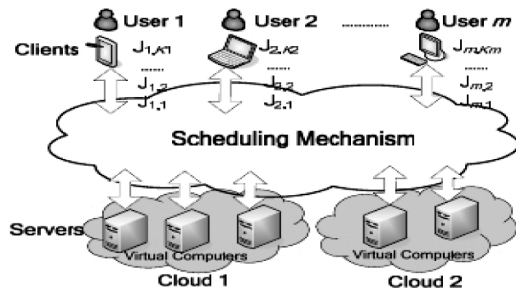 User 1 User 2 ............. User m
Clients J1,K1 J2,K2 Jm,Km
...... ...... ......
J1,2 J2,2 Jm,2
J1,1 J2,1 Jm,1
Scheduling Mechanism
Servers
Virtual Computers Virtual Computers
Cloud 1 Cloud 2